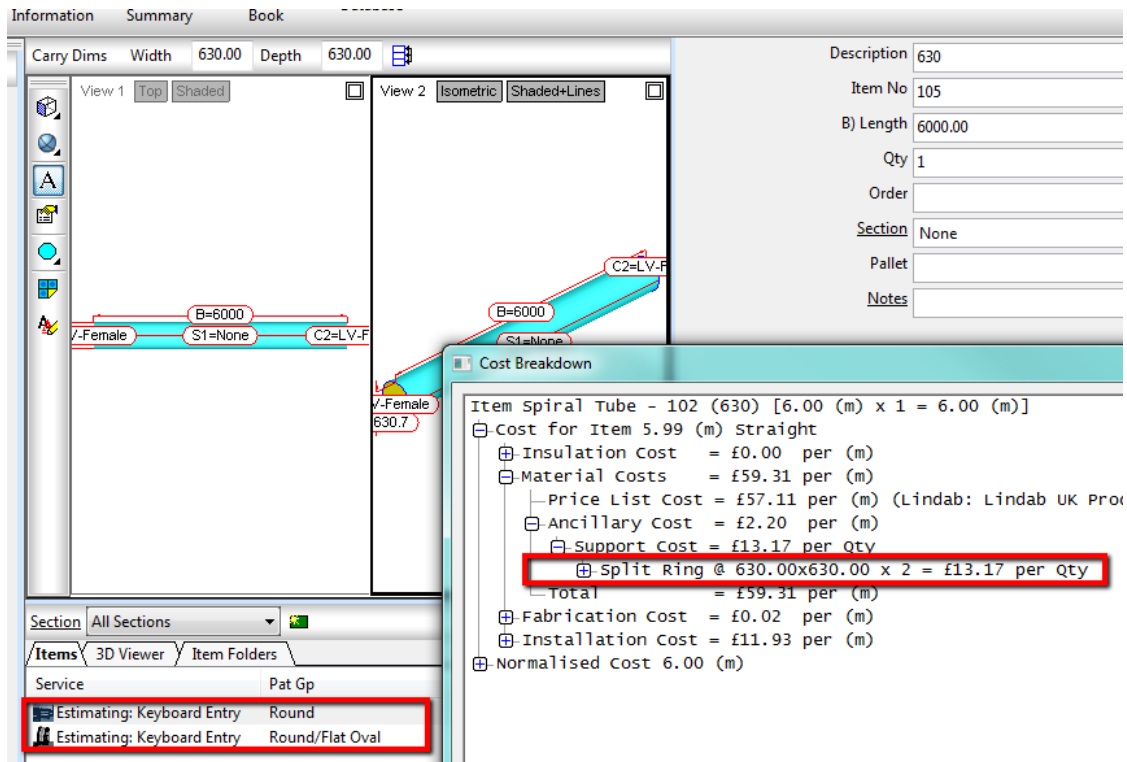 Information Summary Book
Carry Dims Width 630.00 Depth 630.00
View 1 Top Shaded
View 2 Isometric Shaded+Lines
A
B=6000
/-Female S1=None C2=LV-F
C2=LV-F
B=6000
S1=None
/-Female
630.7
Description 630
Item No 105
B) Length 6000.00
Qty 1
Order
Section None
Pallet
Notes
Cost Breakdown
Item Spiral Tube - 102 (630) [6.00 (m) x 1 = 6.00 (m)]
Cost for Item 5.99 (m) Straight
Insulation Cost = £0.00 per (m)
Material Costs = £59.31 per (m)
Price List Cost = £57.11 per (m) (Lindab: Lindab UK Prod
Ancillary Cost = £2.20 per (m)
Support Cost = £13.17 per Qty
Split Ring @ 630.00x630.00 x 2 = £13.17 per Qty
Total = £59.31 per (m)
Fabrication Cost = £0.02 per (m)
Installation Cost = £11.93 per (m)
Normalised Cost 6.00 (m)
Section All Sections
Items 3D Viewer Item Folders
Service Pat Gp
Estimating: Keyboard Entry Round
Estimating: Keyboard Entry Round/Flat Oval